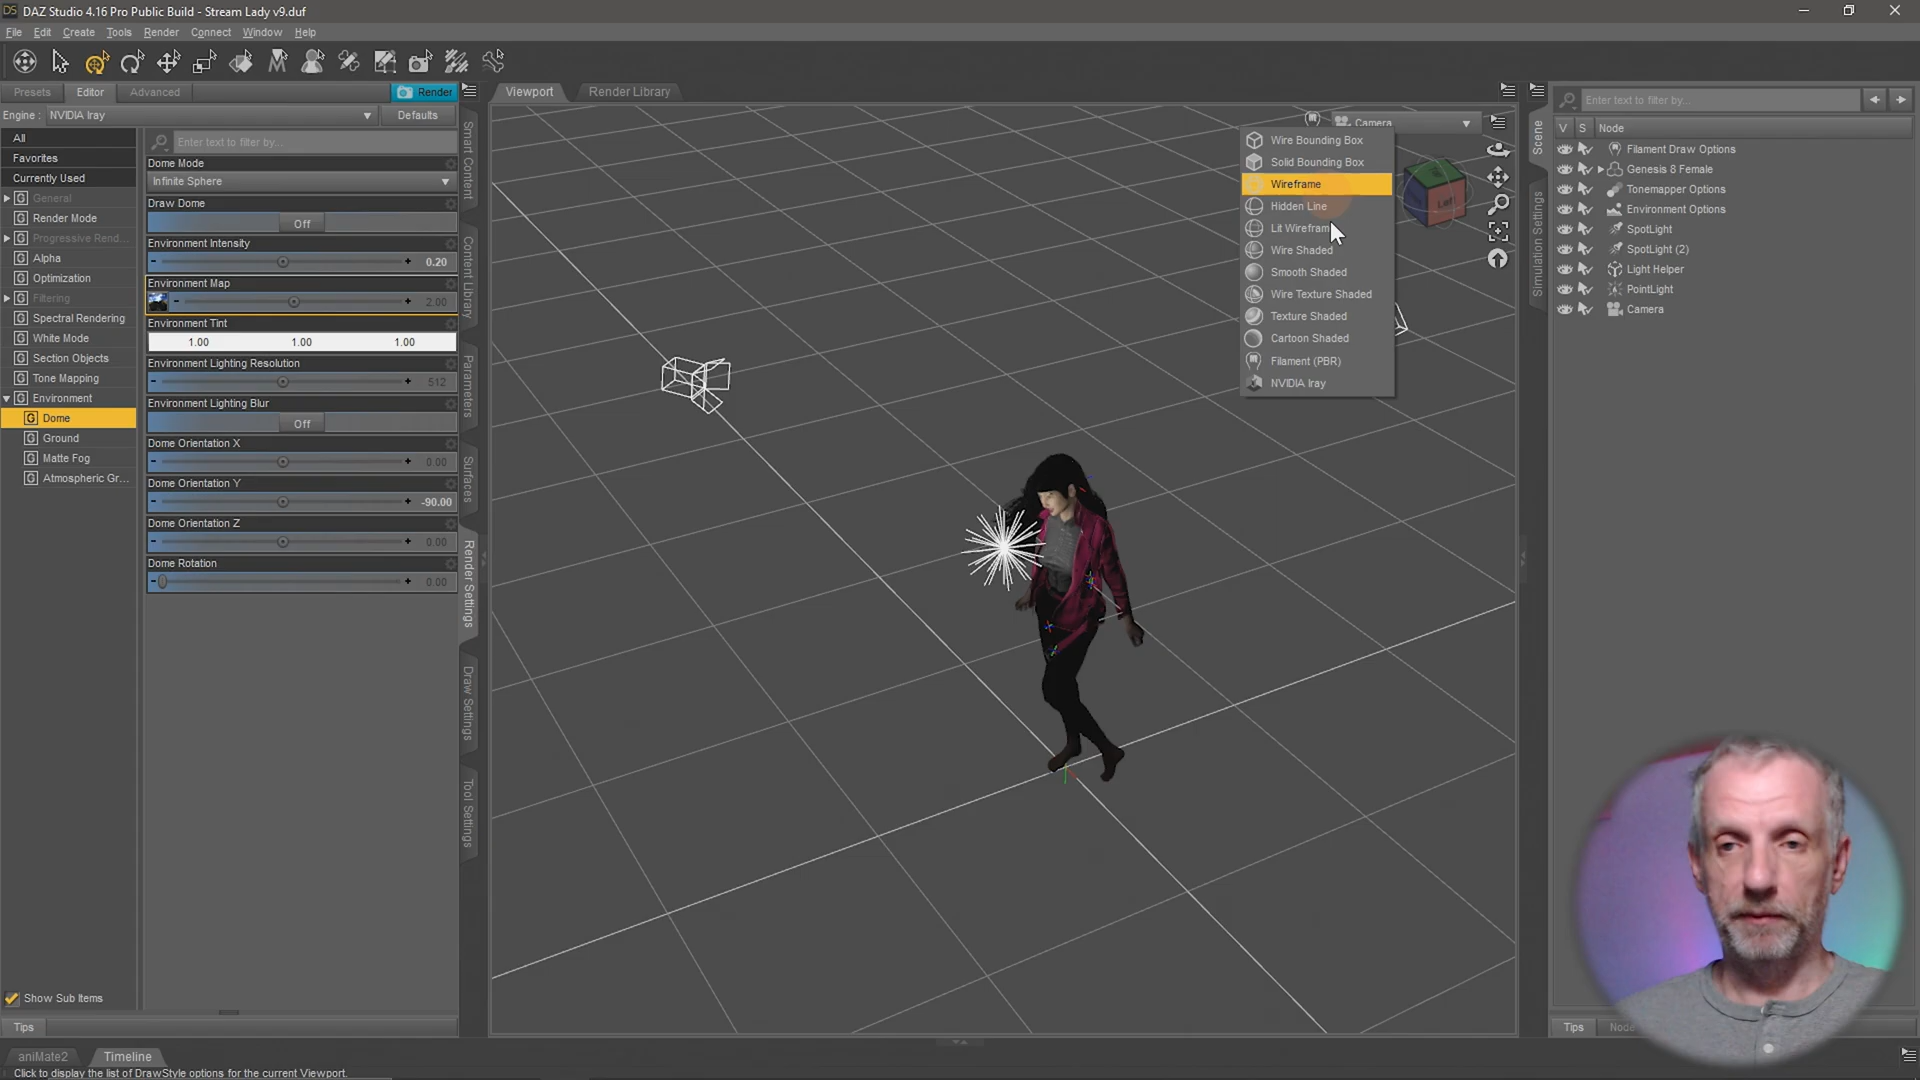 DAZ Studio 4.16 Pro Public Build - Stream Lady v9.duf
File Edit Create Tools Render Connect Window Help
Presets Editor Advanced Render
Engine : NVIDIA Iray Defaults
All
Favorites
Currently Used
General
Render Mode
Progressive Rend...
Alpha
Optimization
Filtering
Spectral Rendering
White Mode
Section Objects
Tone Mapping
Environment
Dome
Ground
Matte Fog
Atmospheric Gr...
Show Sub Items
Tips
Enter text to filter by...
Dome Mode
Infinite Sphere
Draw Dome
Off
Environment Intensity
0.20
Environment Map
2.00
Environment Tint
1.00 1.00 1.00
Environment Lighting Resolution
512
Environment Lighting Blur
Off
Dome Orientation X
0.00
Dome Orientation Y
-90.00
Dome Orientation Z
0.00
Dome Rotation
0.00
Smart Content
Content Library
Parameters
Surfaces
Render Settings
Draw Settings
Tool Settings
Viewport Render Library
Camera
Wire Bounding Box
Solid Bounding Box
Wireframe
Hidden Line
Lit Wireframe
Wire Shaded
Smooth Shaded
Wire Texture Shaded
Texture Shaded
Cartoon Shaded
Filament (PBR)
NVIDIA Iray
Left
Scene
Simulation Settings
Enter text to filter by...
V S Node
Filament Draw Options
Genesis 8 Female
Tonemapper Options
Environment Options
SpotLight
SpotLight (2)
Light Helper
PointLight
Camera
Tips Node
aniMate2 Timeline
Click to display the list of DrawStyle options for the current Viewport.